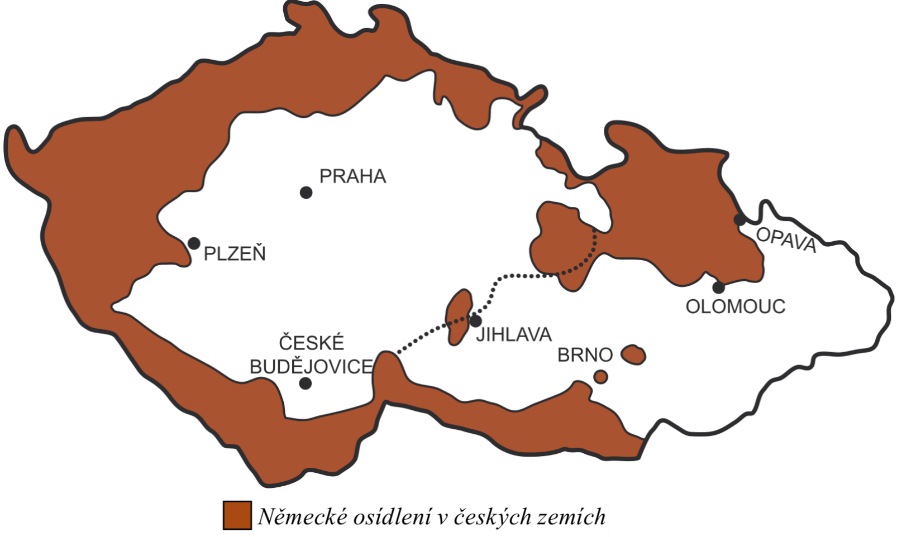 PRAHA
PLZEŇ
OPAVA
OLOMOUC
JIHLAVA
ČESKÉ
BUDĚJOVICE
BRNO
Německé osídlení v českých zemích